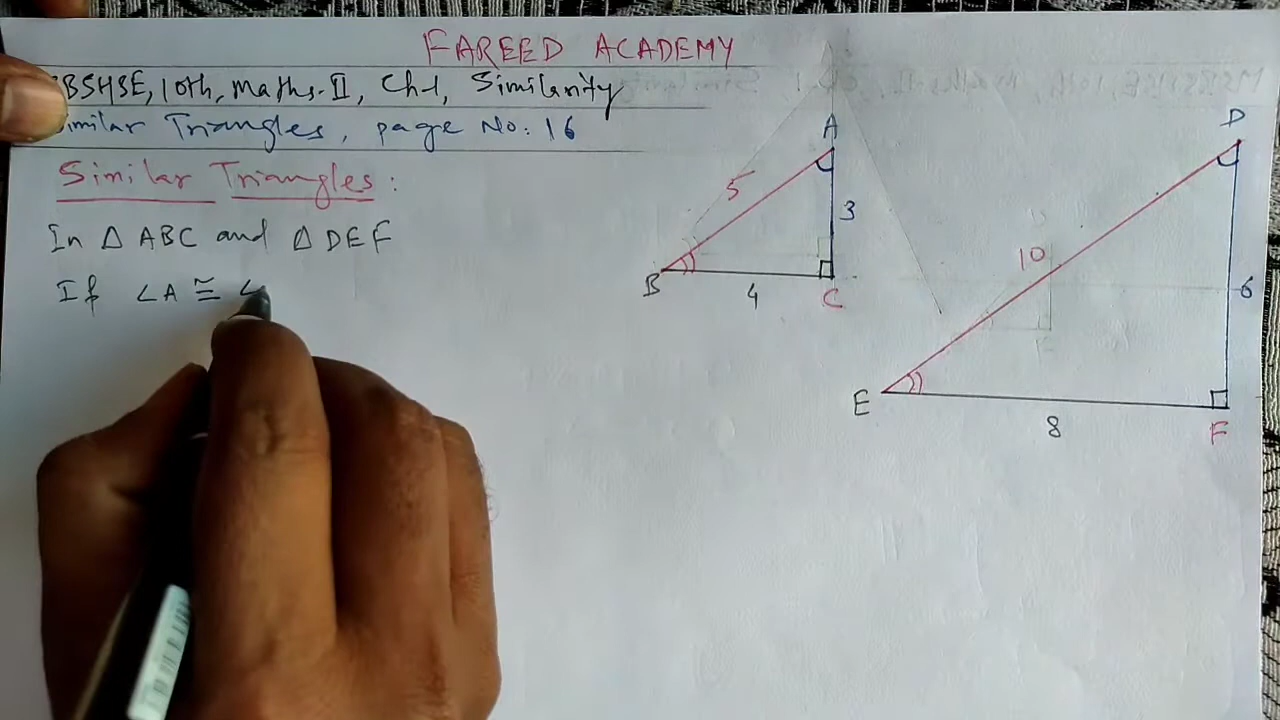 FAREED ACADEMY
BSHSE, 10th, Maths-II, Ch-1, Similarity
imilar Triangles, page No: 16
Similar Triangles:
In △ ABC and △ DEF
If ∠A ≅ ∠
A
5
3
B
4
C
D
10
6
E
8
F